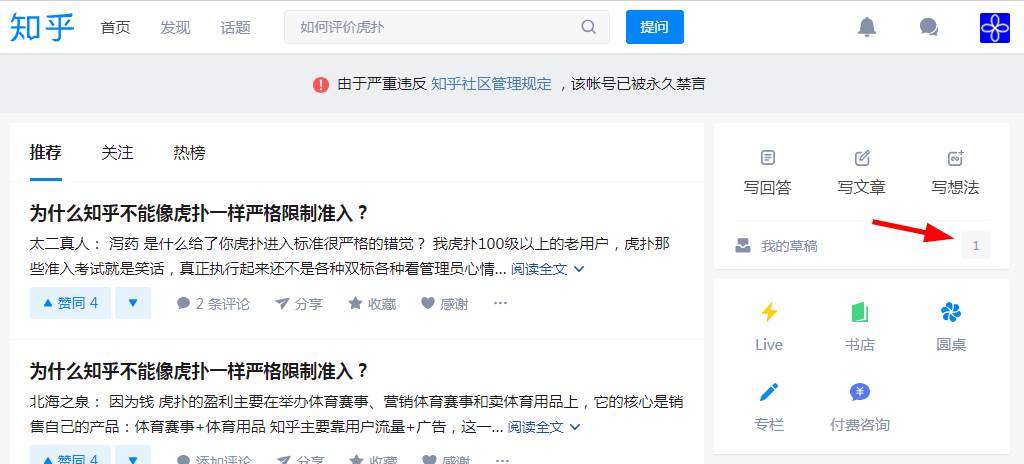 知乎 首页 发现 话题 如何评价虎扑 提问
由于严重违反 知乎社区管理规定 ，该帐号已被永久禁言
推荐 关注 热榜
为什么知乎不能像虎扑一样严格限制准入？
太二真人： 泻药 是什么给了你虎扑进入标准很严格的错觉？ 我虎扑100级以上的老用户，虎扑那
些准入考试就是笑话，真正执行起来还不是各种双标各种看管理员心情... 阅读全文
赞同 4 2 条评论 分享 收藏 感谢 ···
为什么知乎不能像虎扑一样严格限制准入？
北海之泉： 因为钱 虎扑的盈利主要在举办体育赛事、营销体育赛事和卖体育用品上，它的核心是销
售自己的产品：体育赛事+体育用品 知乎主要靠用户流量+广告，这一... 阅读全文
赞同 4 添加评论 分享 收藏 感谢 ···
写回答 写文章 写想法
我的草稿 1
Live 书店 圆桌
专栏 付费咨询